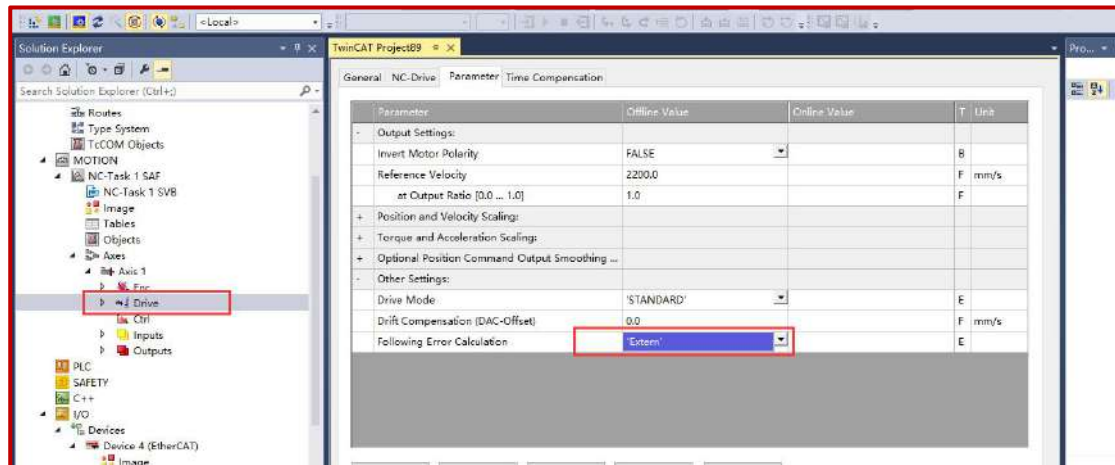 <Local>
Solution Explorer
Search Solution Explorer (Ctrl+;)
Routes
Type System
TcCOM Objects
MOTION
NC-Task 1 SAF
NC-Task 1 SVB
Image
Tables
Objects
Axes
Axis 1
Enc
Drive
Ctrl
Inputs
Outputs
PLC
SAFETY
C++
I/O
Devices
Device 4 (EtherCAT)
Image
TwinCAT Project89
General NC-Drive Parameter Time Compensation
Parameter Offline Value Online Value T Unit
- Output Settings:
Invert Motor Polarity FALSE B
Reference Velocity 2200.0 F mm/s
at Output Ratio [0.0 ... 1.0] 1.0 F
+ Position and Velocity Scaling:
+ Torque and Acceleration Scaling:
+ Optional Position Command Output Smoothing ...
- Other Settings:
Drive Mode 'STANDARD' E
Drift Compensation (DAC-Offset) 0.0 F mm/s
Following Error Calculation 'Extern' E
Pro...